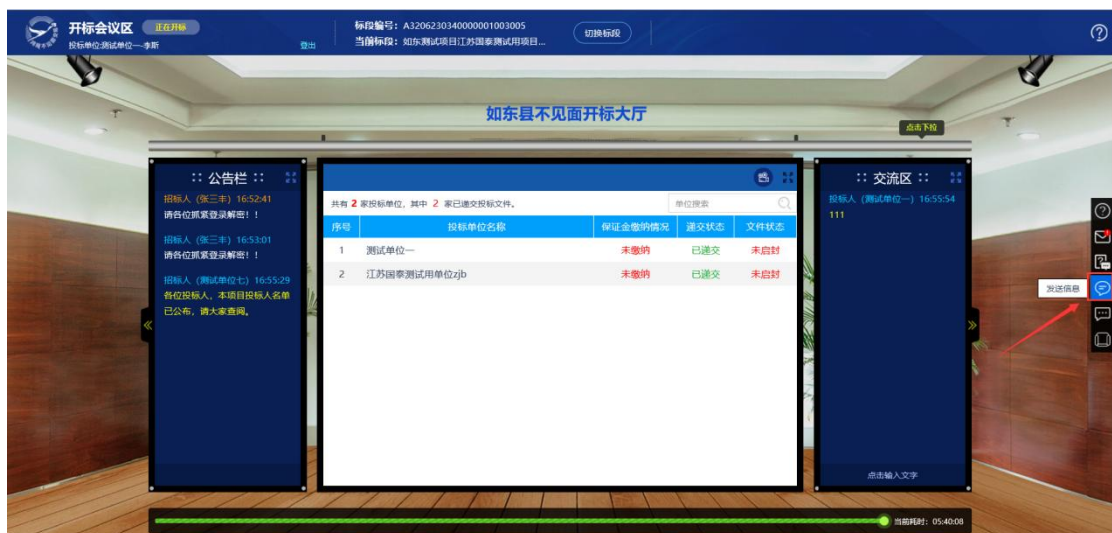 开标会议区
正在开标
投标单位:测试单位一-李斯
登出
标段编号：A3206230340000001003005
当前标段：如东测试项目江苏国泰测试用项目...
切换标段
如东县不见面开标大厅
点击下拉
:: 公告栏 ::
招标人（张三丰）16:52:41
请各位抓紧登录解密！！
招标人（张三丰）16:53:01
请各位抓紧登录解密！！
招标人（测试单位七）16:55:29
各位投标人，本项目投标人名单
已公布，请大家查阅。
共有 2 家投标单位，其中 2 家已递交投标文件。
单位搜索
序号 投标单位名称 保证金缴纳情况 递交状态 文件状态
1 测试单位一 未缴纳 已递交 未启封
2 江苏国泰测试用单位zjb 未缴纳 已递交 未启封
:: 交流区 ::
投标人（测试单位一）16:55:54
111
点击输入文字
发送信息
当前耗时：05:40:08